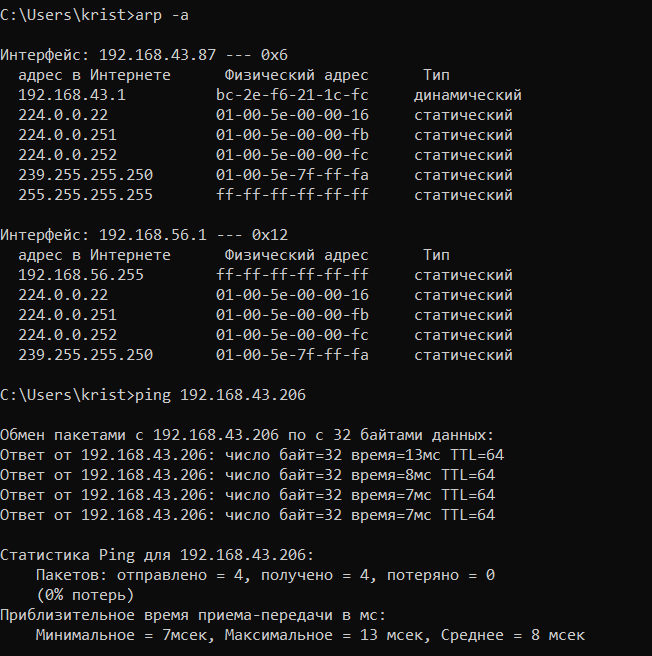 C:\Users\krist>arp -a
Интерфейс: 192.168.43.87 --- 0x6
адрес в Интернете Физический адрес Тип
192.168.43.1 bc-2e-f6-21-1c-fc динамический
224.0.0.22 01-00-5e-00-00-16 статический
224.0.0.251 01-00-5e-00-00-fb статический
224.0.0.252 01-00-5e-00-00-fc статический
239.255.255.250 01-00-5e-7f-ff-fa статический
255.255.255.255 ff-ff-ff-ff-ff-ff статический
Интерфейс: 192.168.56.1 --- 0x12
адрес в Интернете Физический адрес Тип
192.168.56.255 ff-ff-ff-ff-ff-ff статический
224.0.0.22 01-00-5e-00-00-16 статический
224.0.0.251 01-00-5e-00-00-fb статический
224.0.0.252 01-00-5e-00-00-fc статический
239.255.255.250 01-00-5e-7f-ff-fa статический
C:\Users\krist>ping 192.168.43.206
Обмен пакетами с 192.168.43.206 по с 32 байтами данных:
Ответ от 192.168.43.206: число байт=32 время=13мс TTL=64
Ответ от 192.168.43.206: число байт=32 время=8мс TTL=64
Ответ от 192.168.43.206: число байт=32 время=7мс TTL=64
Ответ от 192.168.43.206: число байт=32 время=7мс TTL=64
Статистика Ping для 192.168.43.206:
Пакетов: отправлено = 4, получено = 4, потеряно = 0
(0% потерь)
Приблизительное время приема-передачи в мс:
Минимальное = 7мсек, Максимальное = 13 мсек, Среднее = 8 мсек